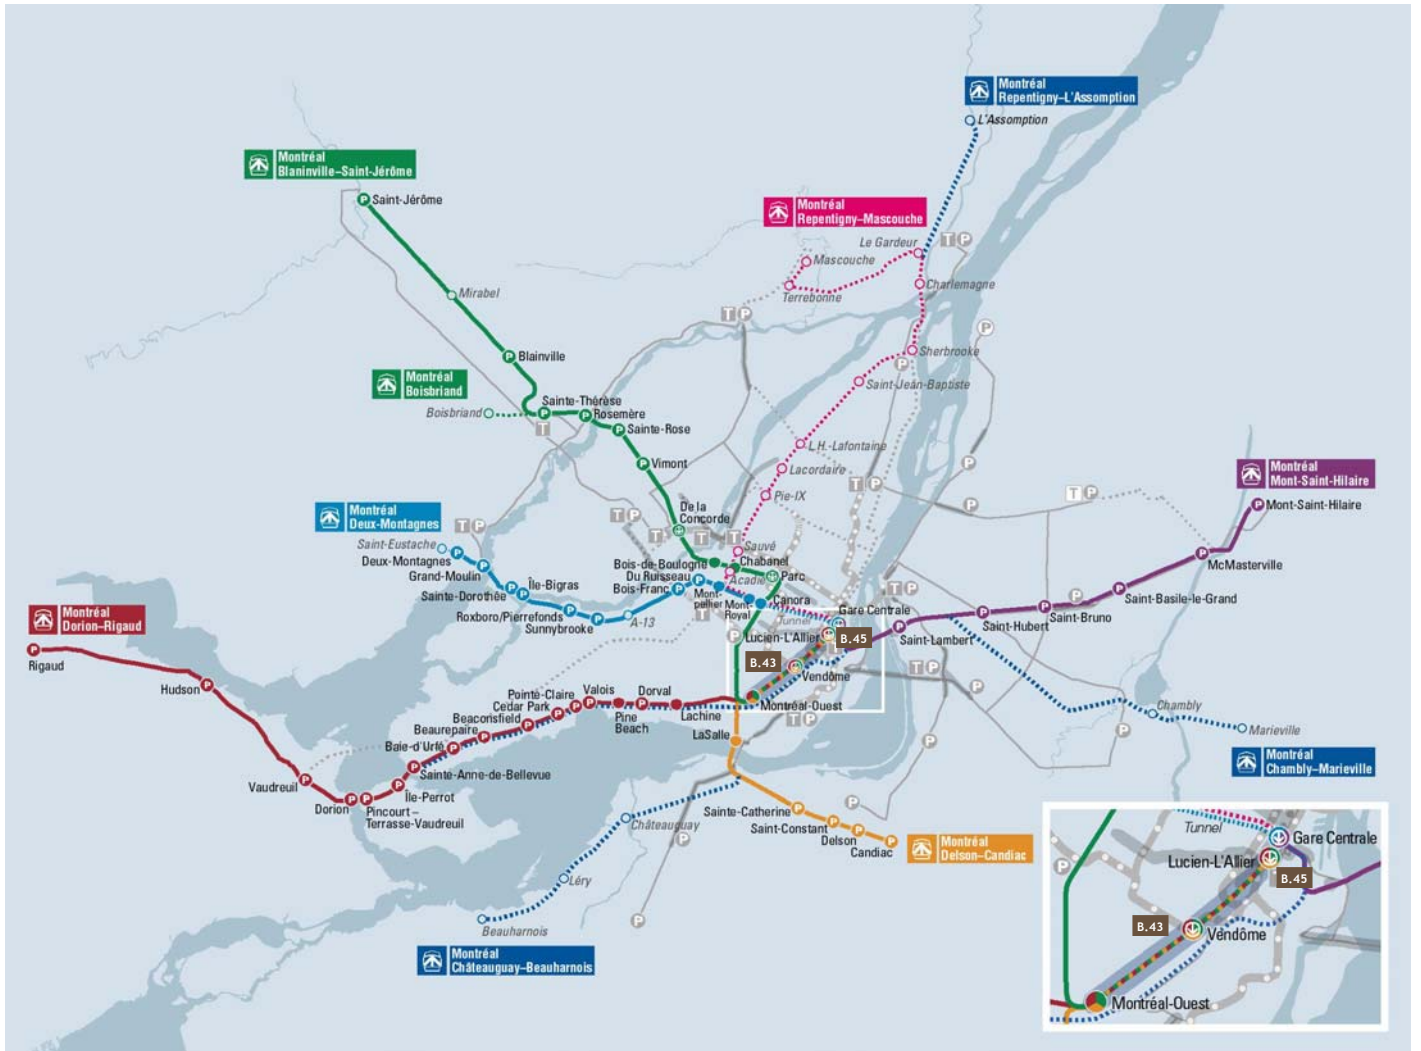 Montréal
Repentigny–L'Assomption
L'Assomption
Montréal
Blaninville–Saint-Jérôme
Saint-Jérôme
Montréal
Repentigny–Mascouche
Le Gardeur
T P
Mascouche
Terrebonne
Charlemagne
Mirabel
T P
P
Blainville
Sherbrooke
P
Montréal
Boisbriand
Saint-Jean-Baptiste
Boisbriand
Sainte-Thérèse
Rosemère
T
Sainte-Rose
L.H.-Lafontaine
Vimont
Lacordaire
P
Montréal
Mont-Saint-Hilaire
Pie-IX
T P
T P
P
Mont-Saint-Hilaire
Montréal
Deux-Montagnes
De la
Concorde
T P
T P
T
T
T
Saint-Eustache
Deux-Montagnes
Grand-Moulin
Sauvé
Chabanel
Bois-de-Boulogne
Du Ruisseau
Bois-Franc
Acadie
Parc
McMasterville
Île-Bigras
Sainte-Dorothée
Mont-
pellier
Mont-
Royal
Canora
T P
P
Saint-Basile-le-Grand
Roxboro/Pierrefonds
Sunnybrooke
A-13
Tunnel
Gare Centrale
Saint-Bruno
Saint-Hubert
Saint-Lambert
Montréal
Dorion–Rigaud
T P
P
Lucien-L'Allier
B.45
T
Rigaud
B.43
Vendôme
T P
Hudson
Pointe-Claire
Cedar Park
Valois
Dorval
Pine
Beach
Lachine
Montréal-Ouest
T P
Chambly
Marieville
Beaconsfield
Beaurepaire
Baie-d'Urfé
LaSalle
P
P
Montréal
Chambly–Marieville
Sainte-Anne-de-Bellevue
Vaudreuil
Île-Perrot
Dorion
Pincourt –
Terrasse-Vaudreuil
Sainte-Catherine
P
Châteauguay
P
Saint-Constant
Delson
Candiac
Montréal
Delson–Candiac
Léry
P
Beauharnois
Montréal
Châteauguay–Beauharnois
Tunnel
Gare Centrale
P
Lucien-L'Allier
B.45
B.43
Vendôme
Montréal-Ouest